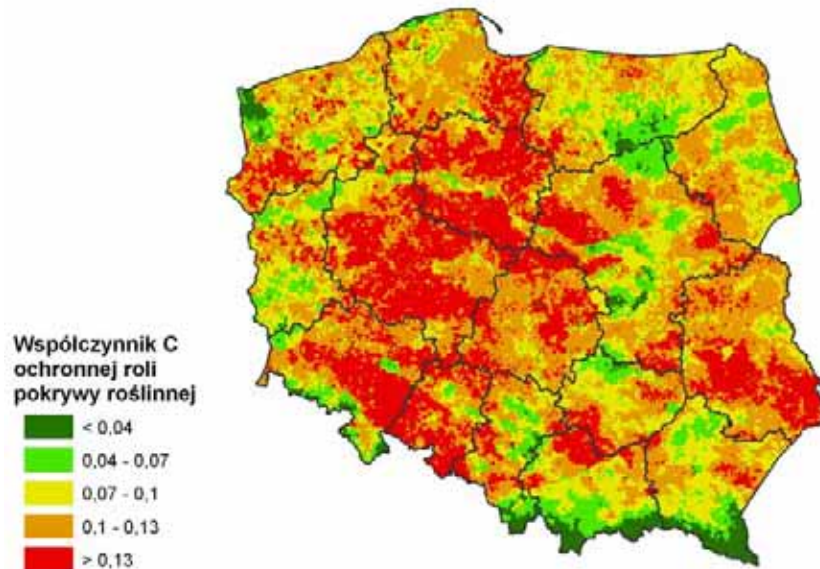 Współczynnik C
ochronnej roli
pokrywy roślinnej
< 0,04
0,04 - 0,07
0,07 - 0,1
0,1 - 0,13
> 0,13